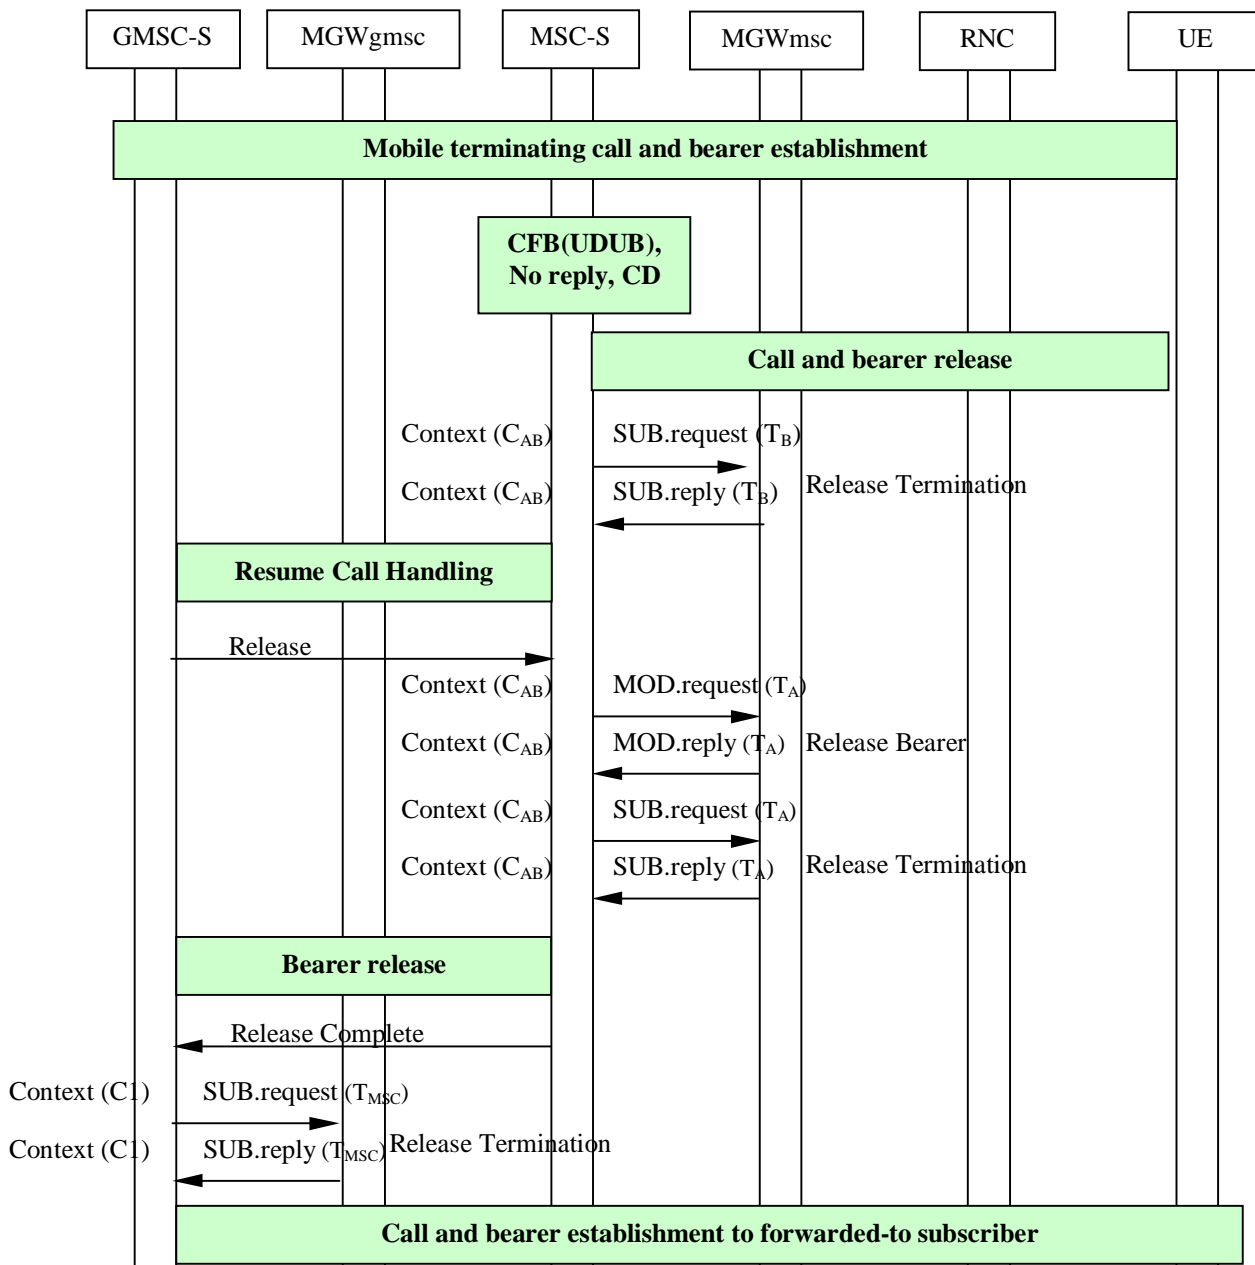 GMSC-S MGWgmsc MSC-S MGWmsc RNC UE
Mobile terminating call and bearer establishment
CFB(UDUB),
No reply, CD
Call and bearer release
Context (CAB) SUB.request (TB)
Context (CAB) SUB.reply (TB) Release Termination
Resume Call Handling
Release
Context (CAB) MOD.request (TA)
Context (CAB) MOD.reply (TA) Release Bearer
Context (CAB) SUB.request (TA)
Context (CAB) SUB.reply (TA) Release Termination
Bearer release
Release Complete
Context (C1) SUB.request (TMSC)
Context (C1) SUB.reply (TMSC) Release Termination
Call and bearer establishment to forwarded-to subscriber